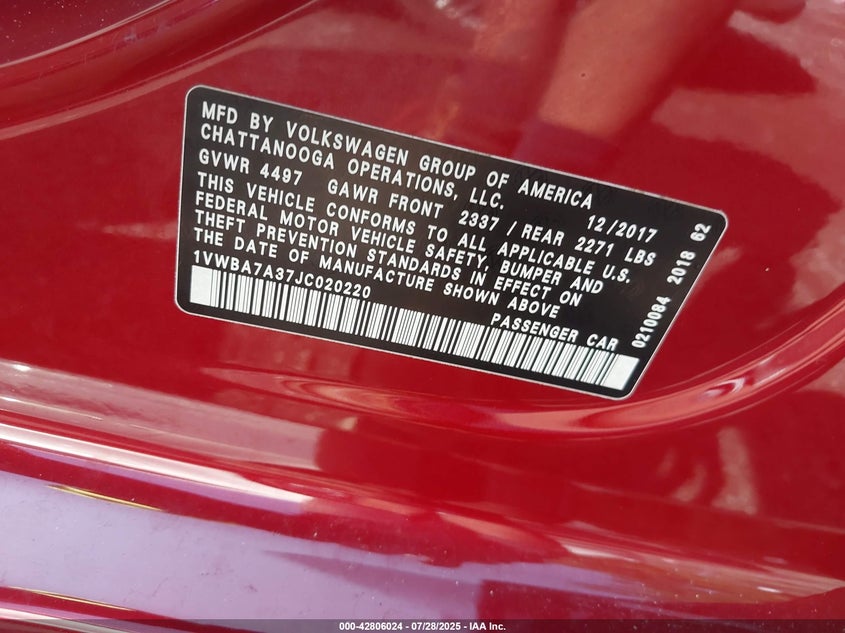 MFD BY VOLKSWAGEN GROUP OF AMERICA
CHATTANOOGA OPERATIONS, LLC. 12/2017
GVWR 4497 GAWR FRONT 2337 / REAR 2271 LBS
THIS VEHICLE CONFORMS TO ALL APPLICABLE U.S.
FEDERAL MOTOR VEHICLE SAFETY, BUMPER AND
THEFT PREVENTION STANDARDS IN EFFECT ON
THE DATE OF MANUFACTURE SHOWN ABOVE
1VWBA7A37JC020220 PASSENGER CAR
0210084 2018 62
000-42806024 / 07/28/2025 - IAA Inc.